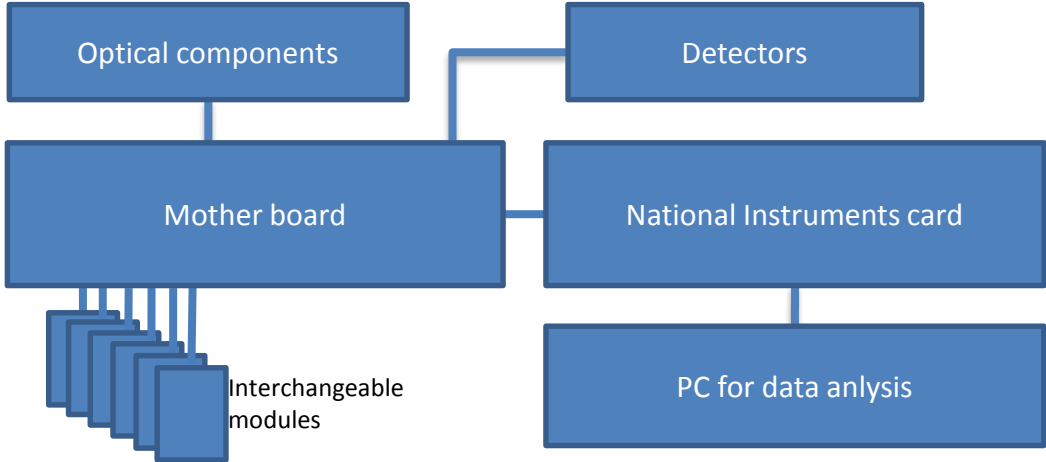 Optical components
Detectors
Mother board
National Instruments card
Interchangeable
modules
PC for data anlysis